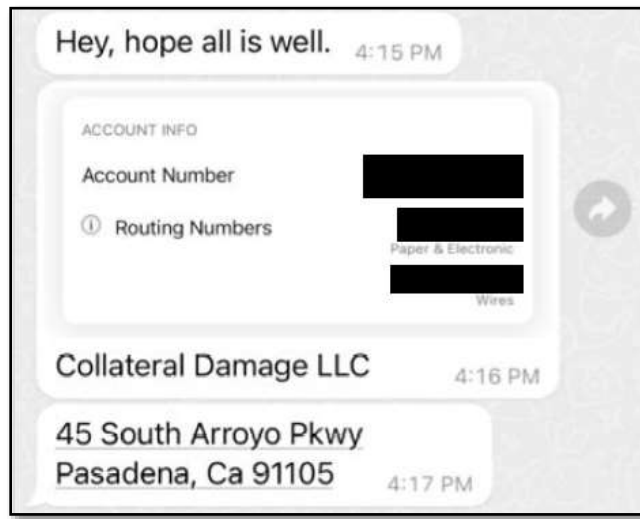 Hey, hope all is well. 4:15 PM
ACCOUNT INFO
Account Number
Routing Numbers
Paper & Electronic
Wires
Collateral Damage LLC 4:16 PM
45 South Arroyo Pkwy
Pasadena, Ca 91105 4:17 PM